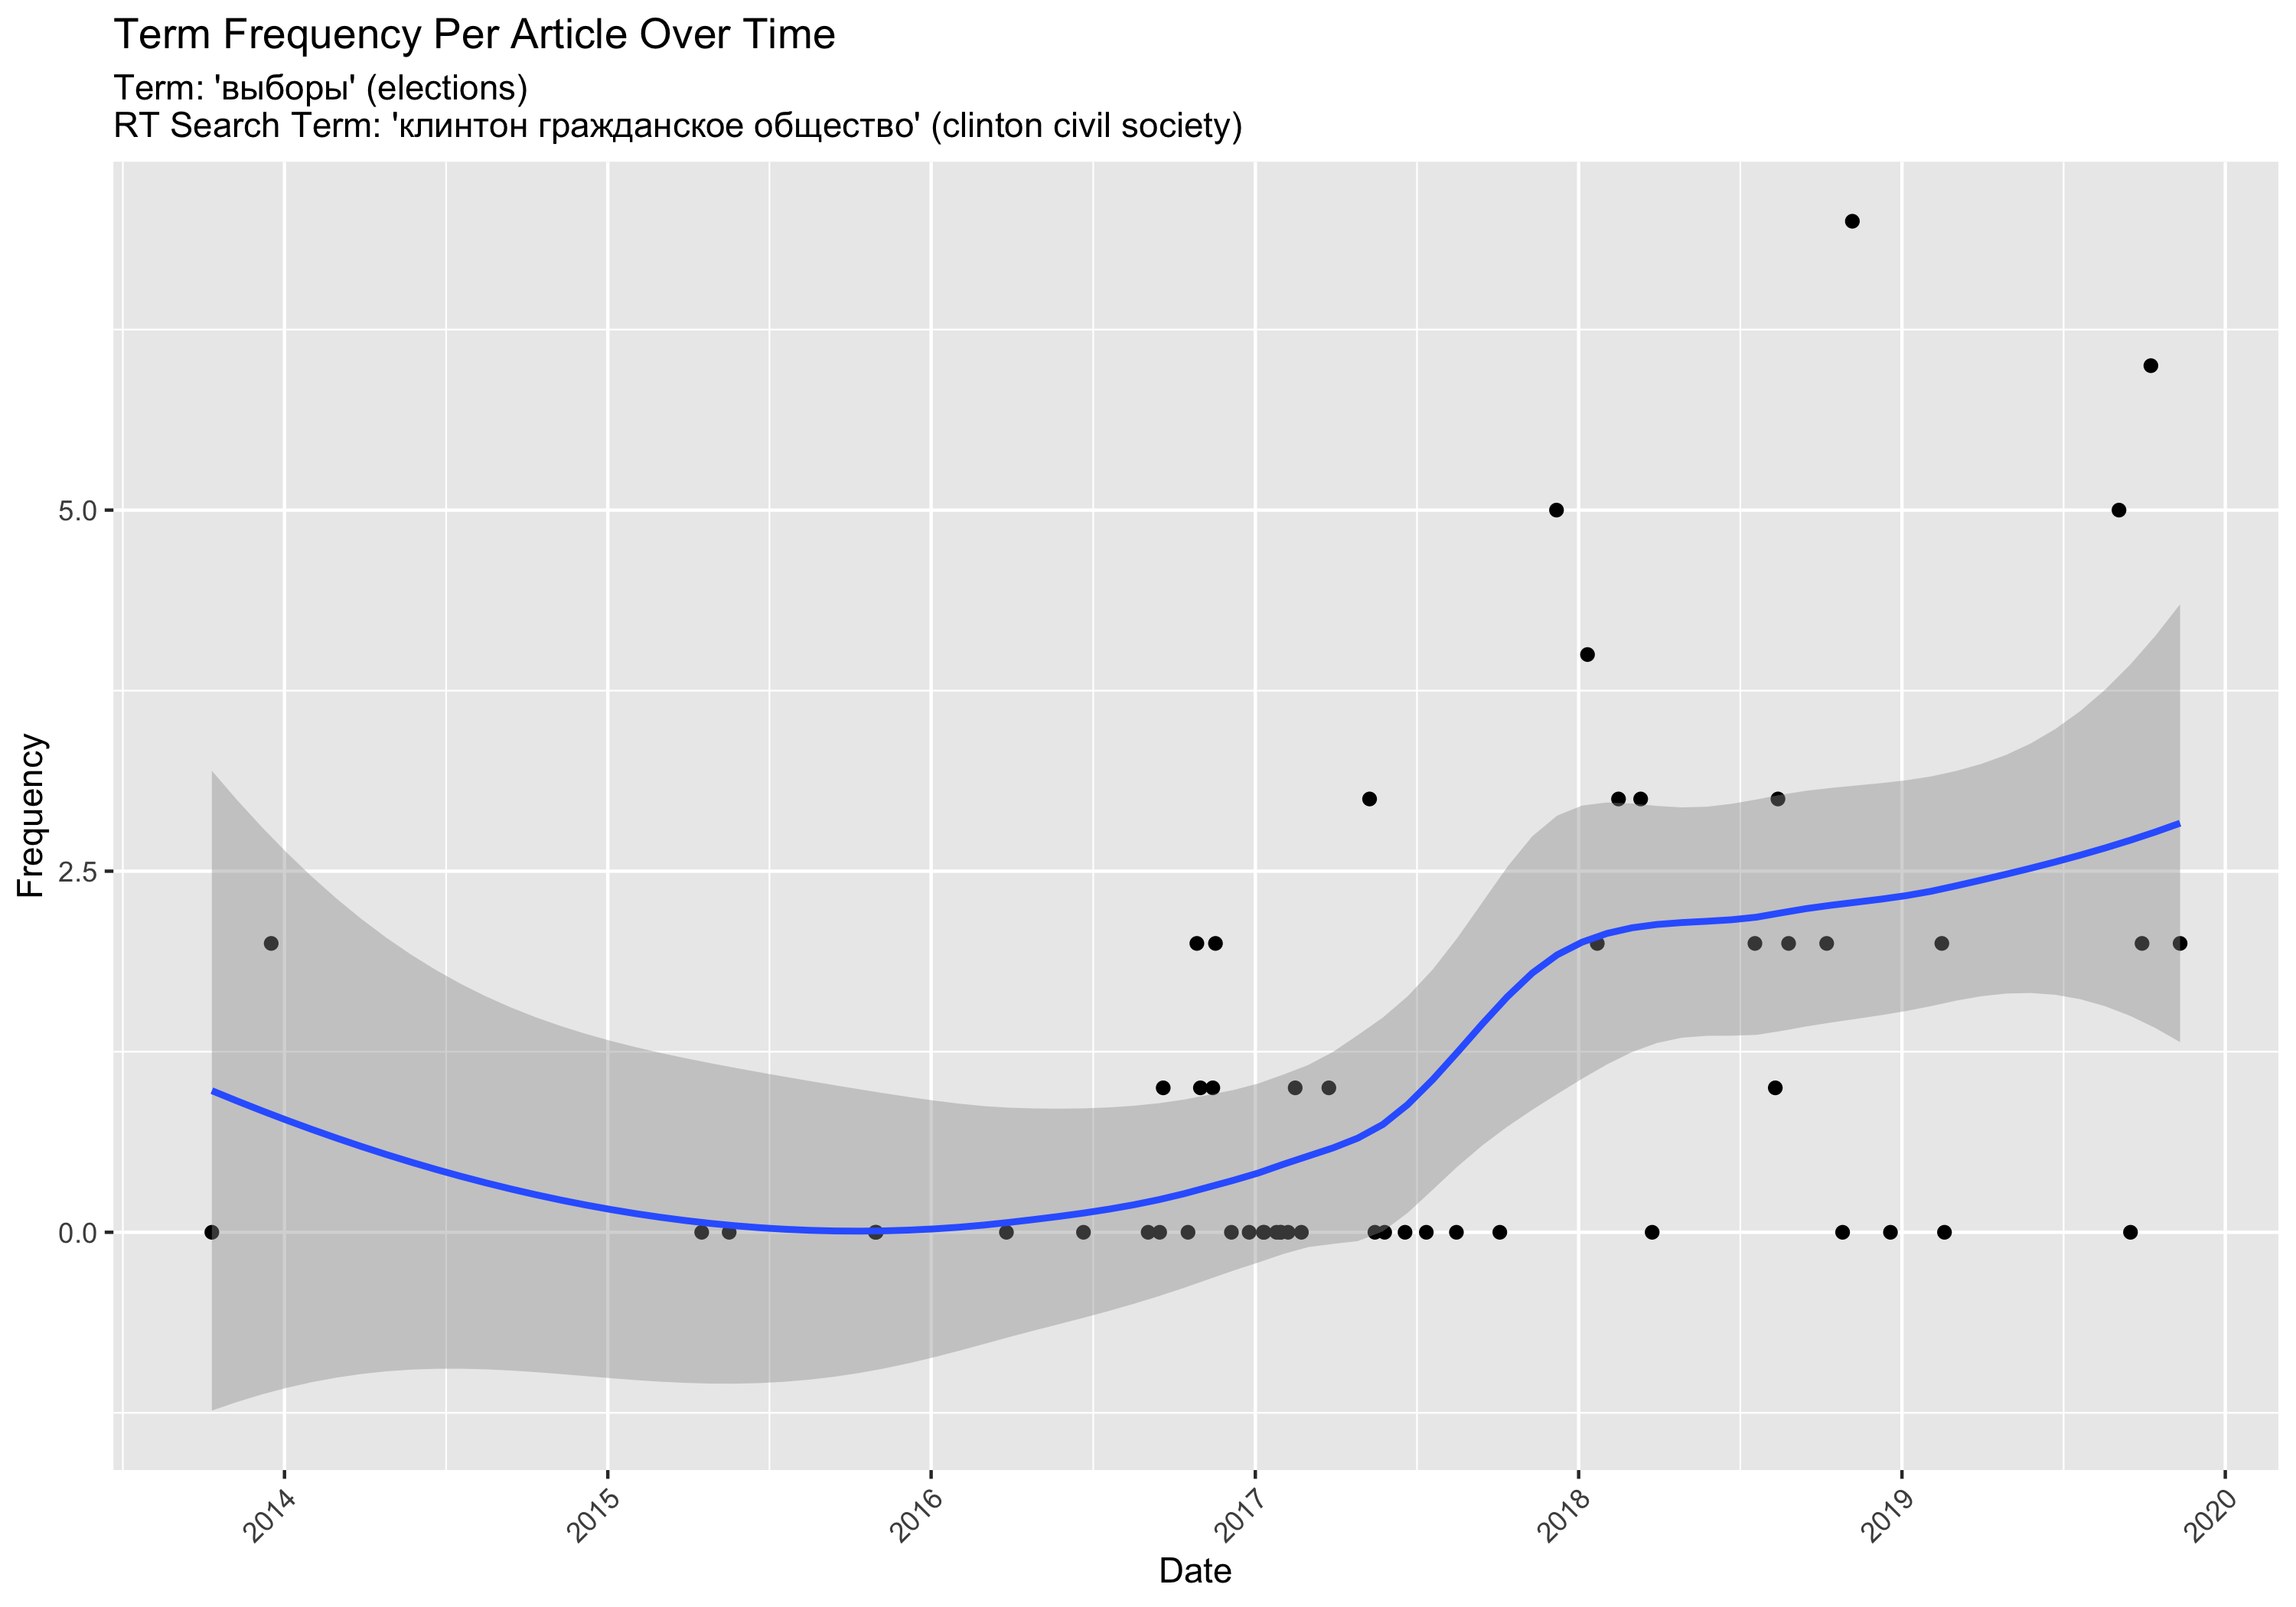 Term Frequency Per Article Over Time
Term: 'выборы' (elections)
RT Search Term: 'клинтон гражданское общество' (clinton civil society)
Frequency
5.0
2.5
0.0
2014
2015
2016
2017
2018
2019
2020
Date